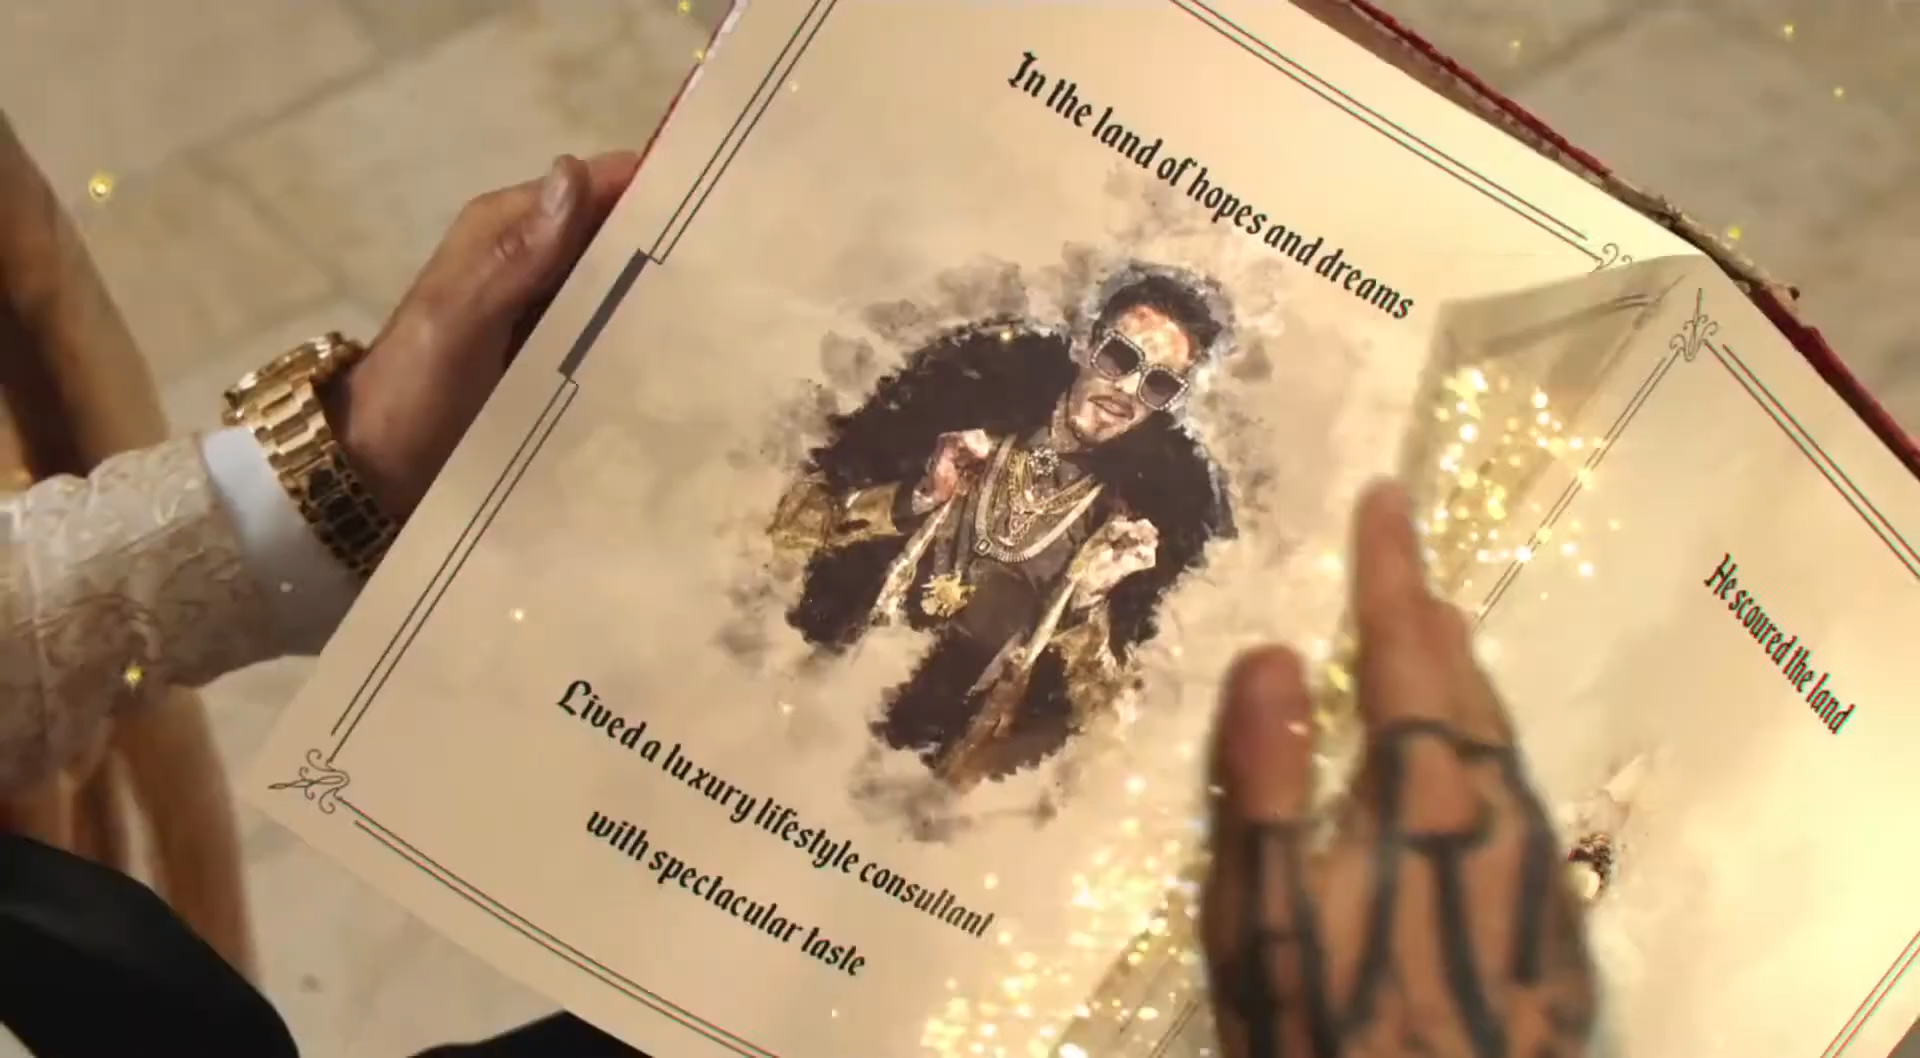 In the land of hopes and dreams
Lived a luxury lifestyle consultant
with spectacular taste
He scoured the land